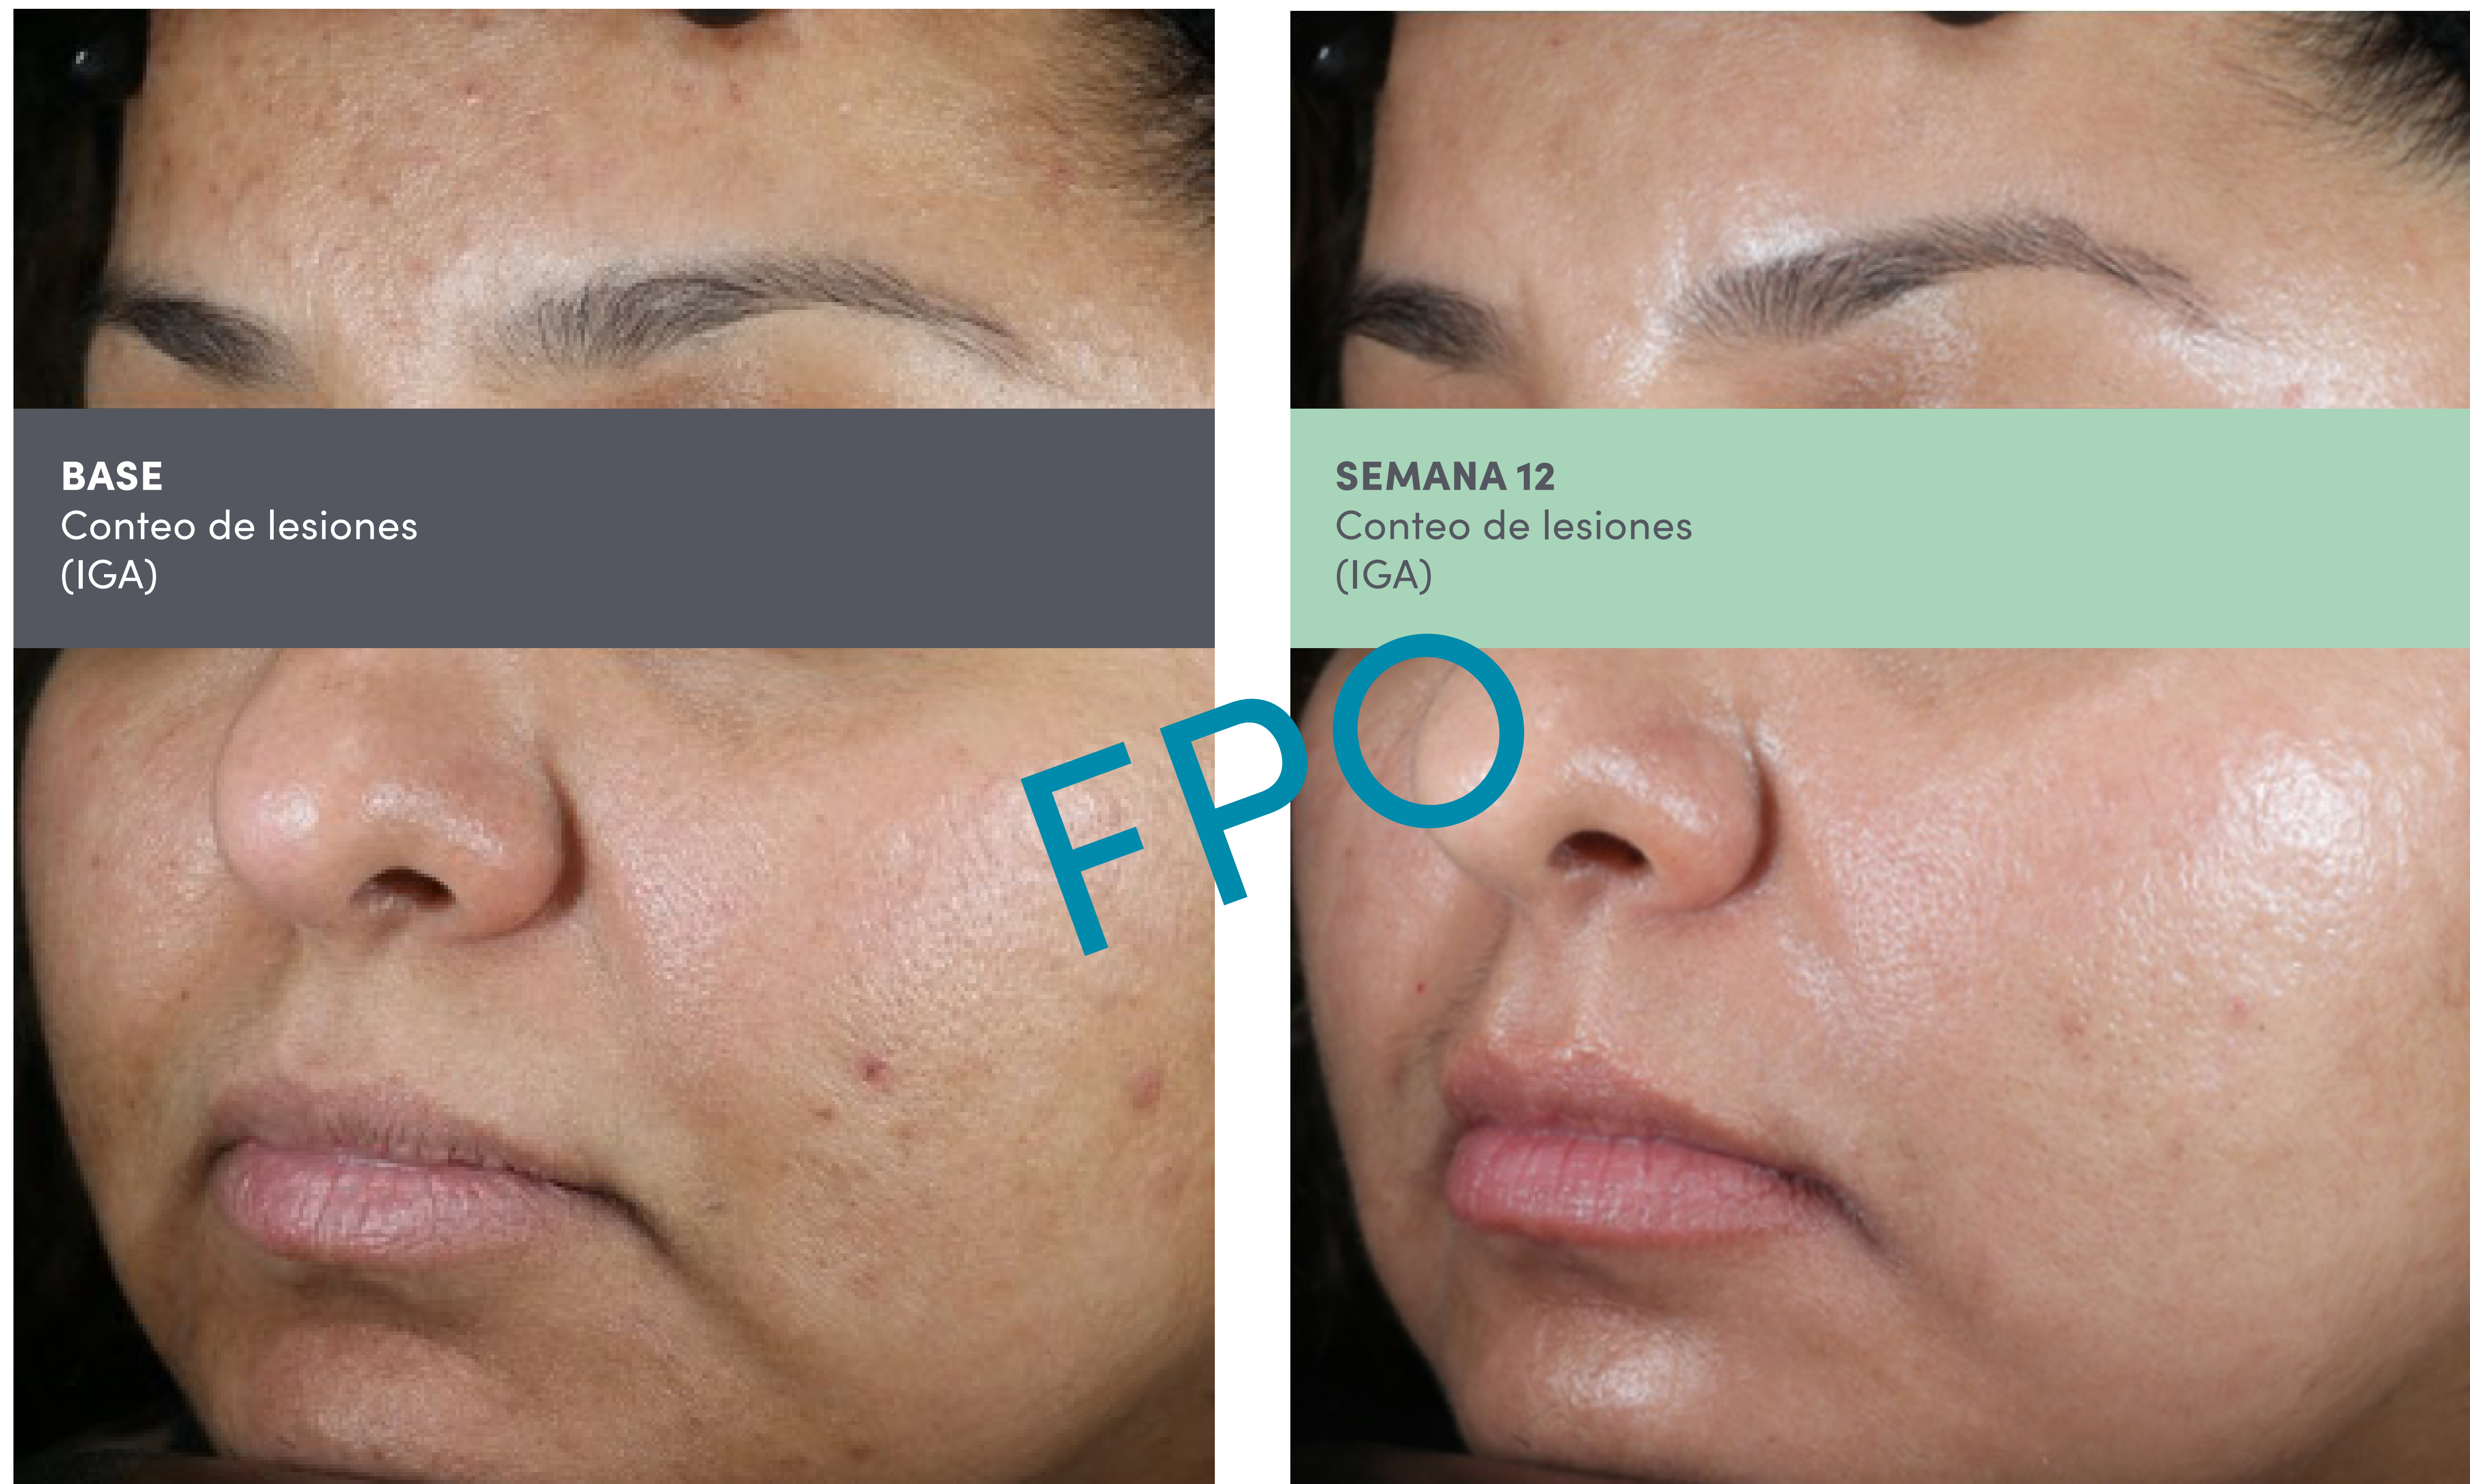 BASE
Conteo de lesiones
(IGA)
SEMANA 12
Conteo de lesiones
(IGA)
FPO